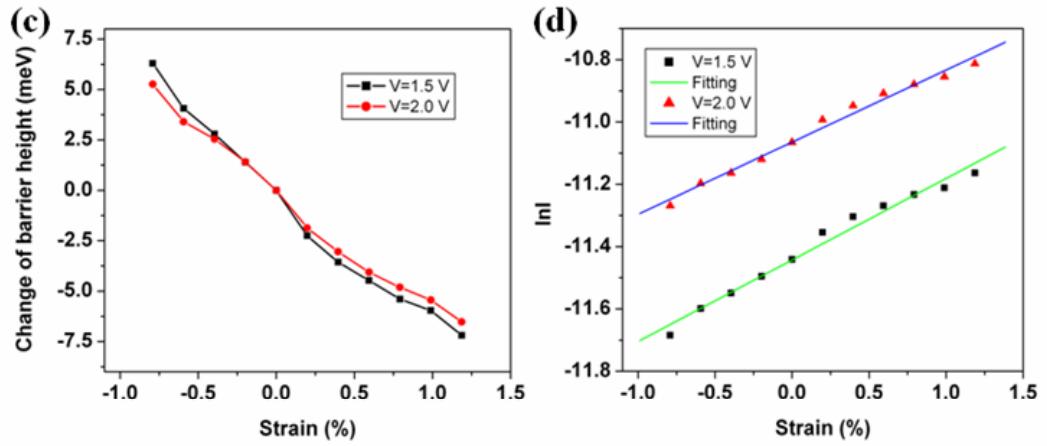 (c)
Change of barrier height (meV)
7.5
5.0
2.5
0.0
-2.5
-5.0
-7.5
V=1.5 V
V=2.0 V
-1.0 -0.5 0.0 0.5 1.0 1.5
Strain (%)
(d)
lnI
-10.8
-11.0
-11.2
-11.4
-11.6
-11.8
V=1.5 V
Fitting
V=2.0 V
Fitting
-1.0 -0.5 0.0 0.5 1.0 1.5
Strain (%)